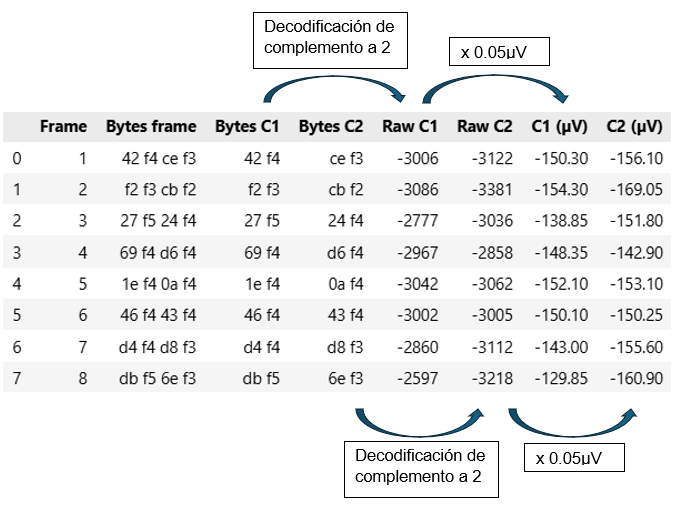 Decodificación de
complemento a 2
x 0.05µV
Frame Bytes frame Bytes C1 Bytes C2 Raw C1 Raw C2 C1 (µV) C2 (µV)
0 1 42 f4 ce f3 42 f4 ce f3 -3006 -3122 -150.30 -156.10
1 2 f2 f3 cb f2 f2 f3 cb f2 -3086 -3381 -154.30 -169.05
2 3 27 f5 24 f4 27 f5 24 f4 -2777 -3036 -138.85 -151.80
3 4 69 f4 d6 f4 69 f4 d6 f4 -2967 -2858 -148.35 -142.90
4 5 1e f4 0a f4 1e f4 0a f4 -3042 -3062 -152.10 -153.10
5 6 46 f4 43 f4 46 f4 43 f4 -3002 -3005 -150.10 -150.25
6 7 d4 f4 d8 f3 d4 f4 d8 f3 -2860 -3112 -143.00 -155.60
7 8 db f5 6e f3 db f5 6e f3 -2597 -3218 -129.85 -160.90
Decodificación de
complemento a 2
x 0.05µV